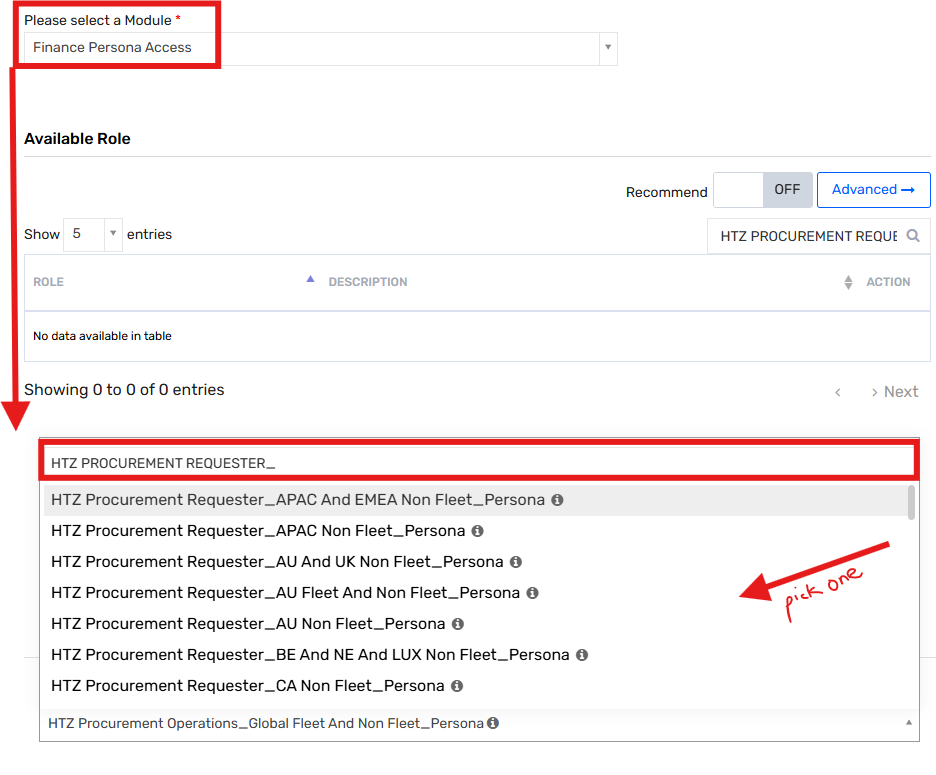 Please select a Module *
Finance Persona Access
Available Role
Recommend OFF Advanced →
Show 5 entries
HTZ PROCUREMENT REQUE
ROLE DESCRIPTION ACTION
No data available in table
Showing 0 to 0 of 0 entries
‹ › Next
HTZ PROCUREMENT REQUESTER_
HTZ Procurement Requester_APAC And EMEA Non Fleet_Persona
HTZ Procurement Requester_APAC Non Fleet_Persona
HTZ Procurement Requester_AU And UK Non Fleet_Persona
HTZ Procurement Requester_AU Fleet And Non Fleet_Persona
pick one
HTZ Procurement Requester_AU Non Fleet_Persona
HTZ Procurement Requester_BE And NE And LUX Non Fleet_Persona
HTZ Procurement Requester_CA Non Fleet_Persona
HTZ Procurement Operations_Global Fleet And Non Fleet_Persona